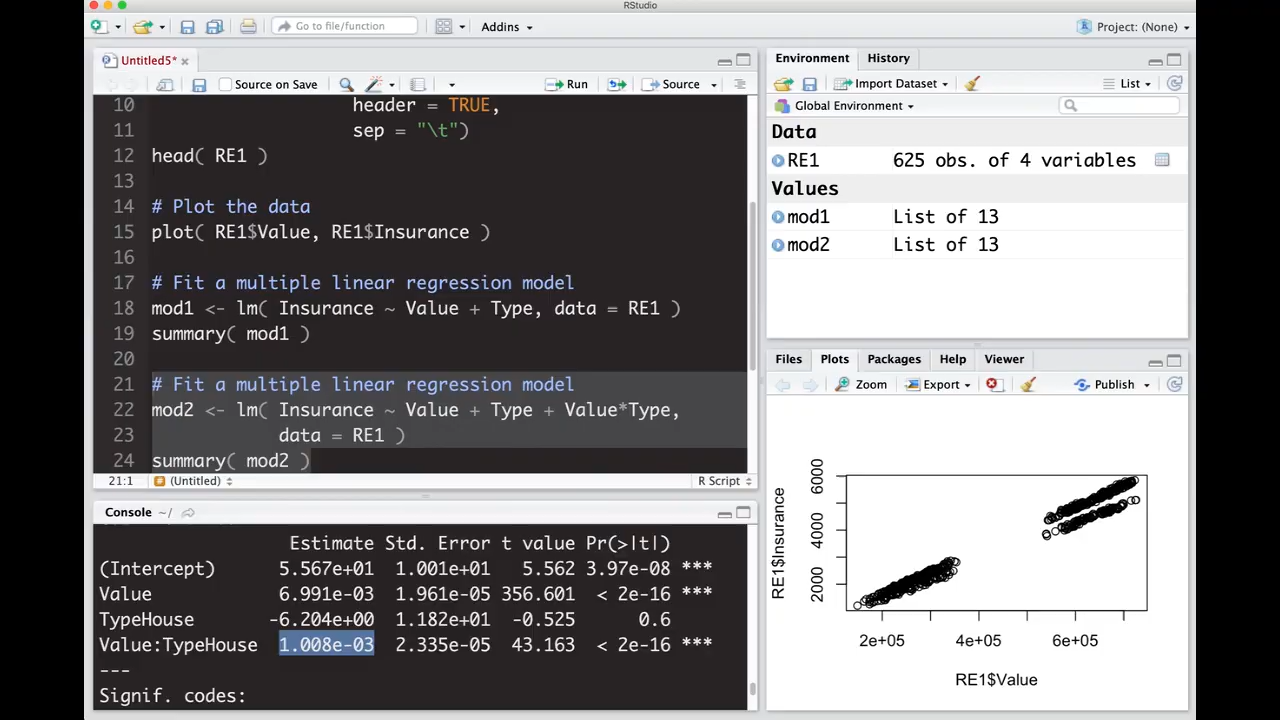 RStudio
Go to file/function
Addins
Project: (None)
Untitled5*
Source on Save
Run
Source
10 header = TRUE,
11 sep = "\t")
12 head( RE1 )
13
14 # Plot the data
15 plot( RE1$Value, RE1$Insurance )
16
17 # Fit a multiple linear regression model
18 mod1 <- lm( Insurance ~ Value + Type, data = RE1 )
19 summary( mod1 )
20
21 # Fit a multiple linear regression model
22 mod2 <- lm( Insurance ~ Value + Type + Value*Type,
23 data = RE1 )
24 summary( mod2 )
21:1 (Untitled) R Script
Console ~/
Estimate Std. Error t value Pr(>|t|)
(Intercept) 5.567e+01 1.001e+01 5.562 3.97e-08 ***
Value 6.991e-03 1.961e-05 356.601 < 2e-16 ***
TypeHouse -6.204e+00 1.182e+01 -0.525 0.6
Value:TypeHouse 1.008e-03 2.335e-05 43.163 < 2e-16 ***
---
Signif. codes:
Environment History
Import Dataset List
Global Environment
Data
RE1 625 obs. of 4 variables
Values
mod1 List of 13
mod2 List of 13
Files Plots Packages Help Viewer
Zoom Export Publish
RE1$Insurance
6000
4000
2000
2e+05 4e+05 6e+05
RE1$Value